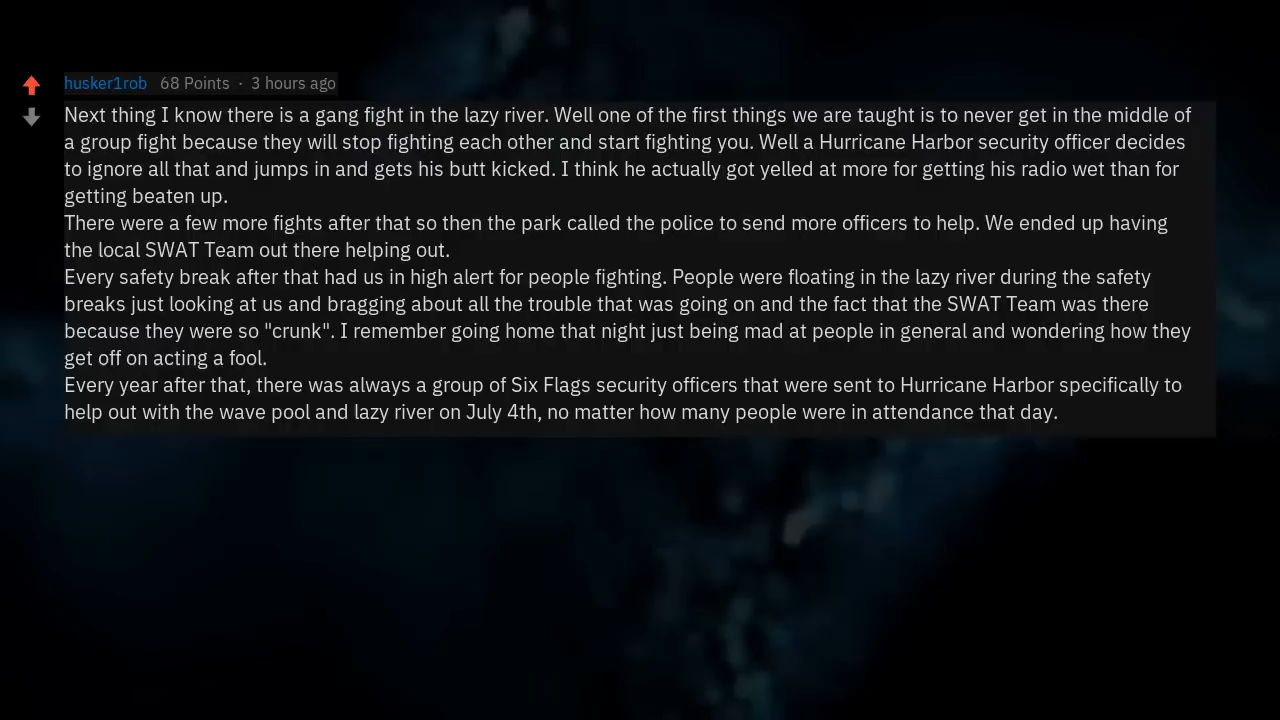 husker1rob 68 Points · 3 hours ago
Next thing I know there is a gang fight in the lazy river. Well one of the first things we are taught is to never get in the middle of
a group fight because they will stop fighting each other and start fighting you. Well a Hurricane Harbor security officer decides
to ignore all that and jumps in and gets his butt kicked. I think he actually got yelled at more for getting his radio wet than for
getting beaten up.
There were a few more fights after that so then the park called the police to send more officers to help. We ended up having
the local SWAT Team out there helping out.
Every safety break after that had us in high alert for people fighting. People were floating in the lazy river during the safety
breaks just looking at us and bragging about all the trouble that was going on and the fact that the SWAT Team was there
because they were so "crunk". I remember going home that night just being mad at people in general and wondering how they
get off on acting a fool.
Every year after that, there was always a group of Six Flags security officers that were sent to Hurricane Harbor specifically to
help out with the wave pool and lazy river on July 4th, no matter how many people were in attendance that day.